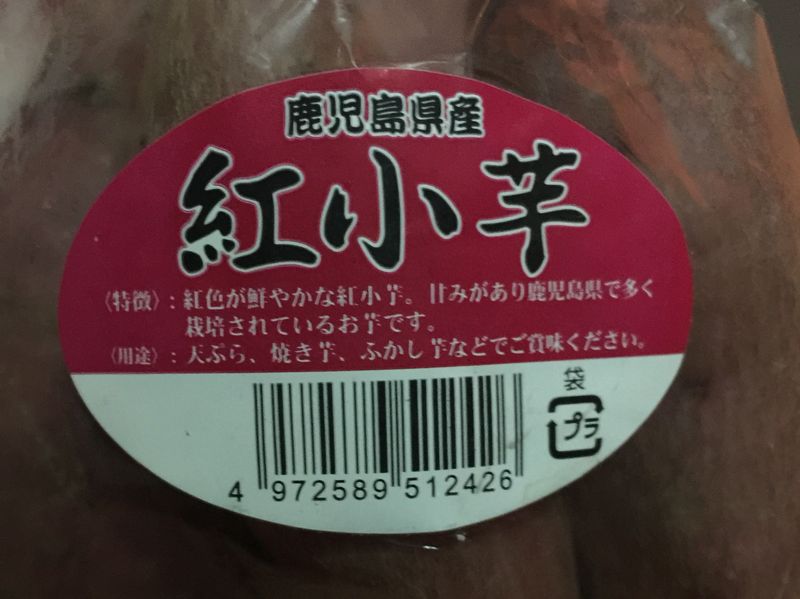 鹿児島県産
紅小芋
〈特徴〉：紅色が鮮やかな紅小芋。甘みがあり鹿児島県で多く
栽培されているお芋です。
〈用途〉：天ぷら、焼き芋、ふかし芋などでご賞味ください。
袋
プラ
4 972589 512426